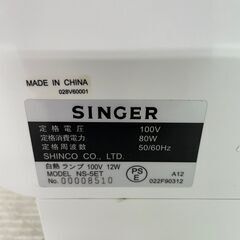 MADE IN CHINA
028V60001
SINGER
定格電圧 100V
定格消費電力 80W
定格周波数 50/60Hz
SHINCO CO., LTD.
白熱ランプ 100V 12W
MODEL NS-5ET
No. 00008510
PS
E
A12
022F90312